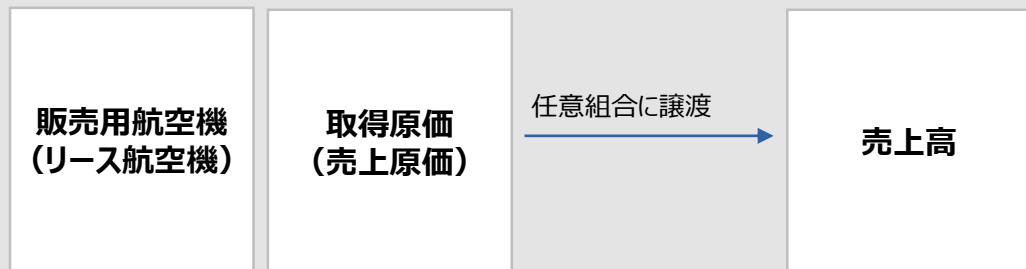 販売用航空機
（リース航空機）
取得原価
（売上原価）
任意組合に譲渡
売上高